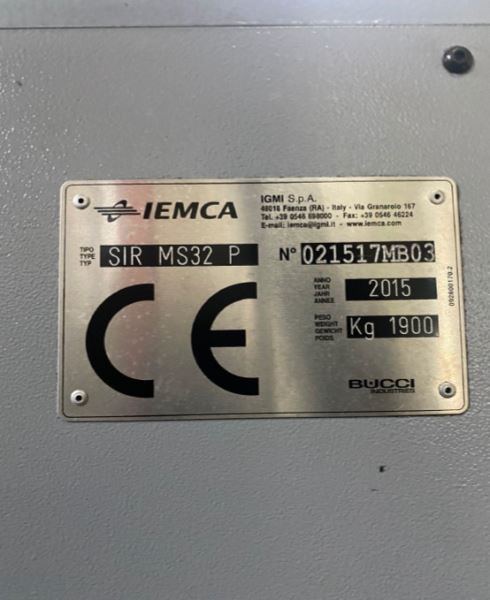 IEMCA
IGMI S.p.A.
48018 Faenza (RA) - Italy - Via Granarolo 167
Tel. +39 0546 698000 - Fax: +39 0546 46224
E-mail: iemca@igmi.it - www.iemca.com
TIPO
TYPE
TYP
SIR MS32 P
N° 021517MB03
ANNO
YEAR
JAHR
ANNEE
2015
PESO
WEIGHT
GEWICHT
POIDS
Kg 1900
CE
BUCCI
INDUSTRIES
092600170-2